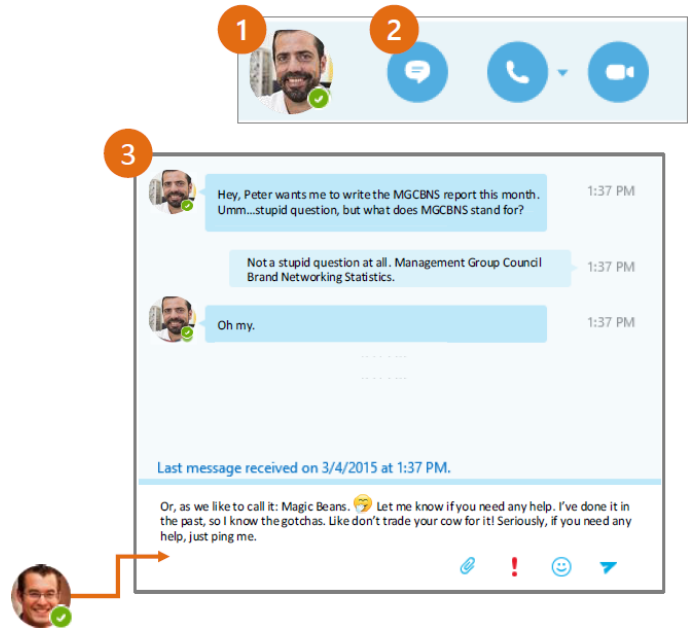 1
2
3
Hey, Peter wants me to write the MGCBNS report this month.
1:37 PM
Umm...stupid question, but what does MGCBNS stand for?
Not a stupid question at all. Management Group Council
1:37 PM
Brand Networking Statistics.
Oh my.
1:37 PM
Last message received on 3/4/2015 at 1:37 PM.
Or, as we like to call it: Magic Beans. Let me know if you need any help. I've done it in
the past, so I know the gotchas. Like don't trade your cow for it! Seriously, if you need any
help, just ping me.